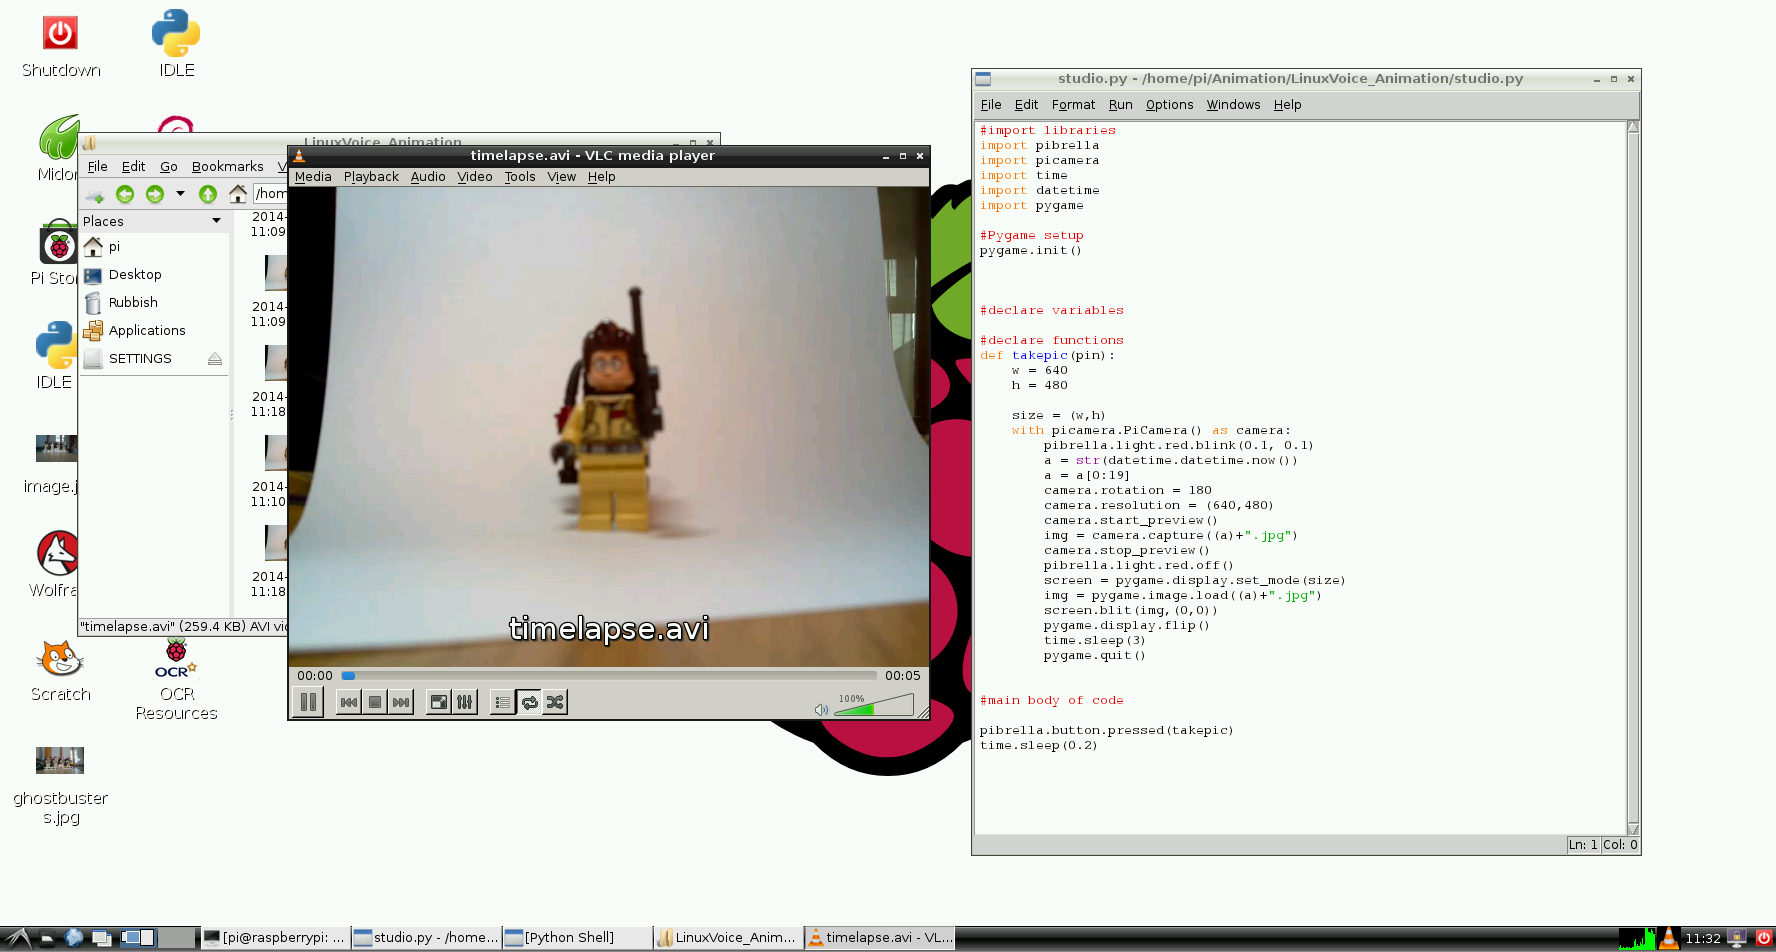 Shutdown
IDLE
Pi
IDLE
Scratch
OCR
OCR
Resources
ghostbuster
s.jpg
LinuxVoice_Animation
File Edit Go Bookmarks
Places
pi
Desktop
Rubbish
Applications
SETTINGS
2014-
11:09
2014-
11:09
2014-
11:18
2014-
11:10
2014-
11:18
"timelapse.avi" (259.4 KB) AVI
timelapse.avi - VLC media player
Media Playback Audio Video Tools View Help
timelapse.avi
00:00 00:05
100%
studio.py - /home/pi/Animation/LinuxVoice_Animation/studio.py
File Edit Format Run Options Windows Help
#import libraries
import pibrella
import picamera
import time
import datetime
import pygame
#Pygame setup
pygame.init()
#declare variables
#declare functions
def takepic(pin):
w = 640
h = 480
size = (w,h)
with picamera.PiCamera() as camera:
pibrella.light.red.blink(0.1, 0.1)
a = str(datetime.datetime.now())
a = a[0:19]
camera.rotation = 180
camera.resolution = (640,480)
camera.start_preview()
img = camera.capture((a)+".jpg")
camera.stop_preview()
pibrella.light.red.off()
screen = pygame.display.set_mode(size)
img = pygame.image.load((a)+".jpg")
screen.blit(img,(0,0))
pygame.display.flip()
time.sleep(3)
pygame.quit()
#main body of code
pibrella.button.pressed(takepic)
time.sleep(0.2)
Ln: 1 Col: 0
[pi@raspberrypi: ...
studio.py - /home...
[Python Shell]
LinuxVoice_Anim...
timelapse.avi - VL...
11:32